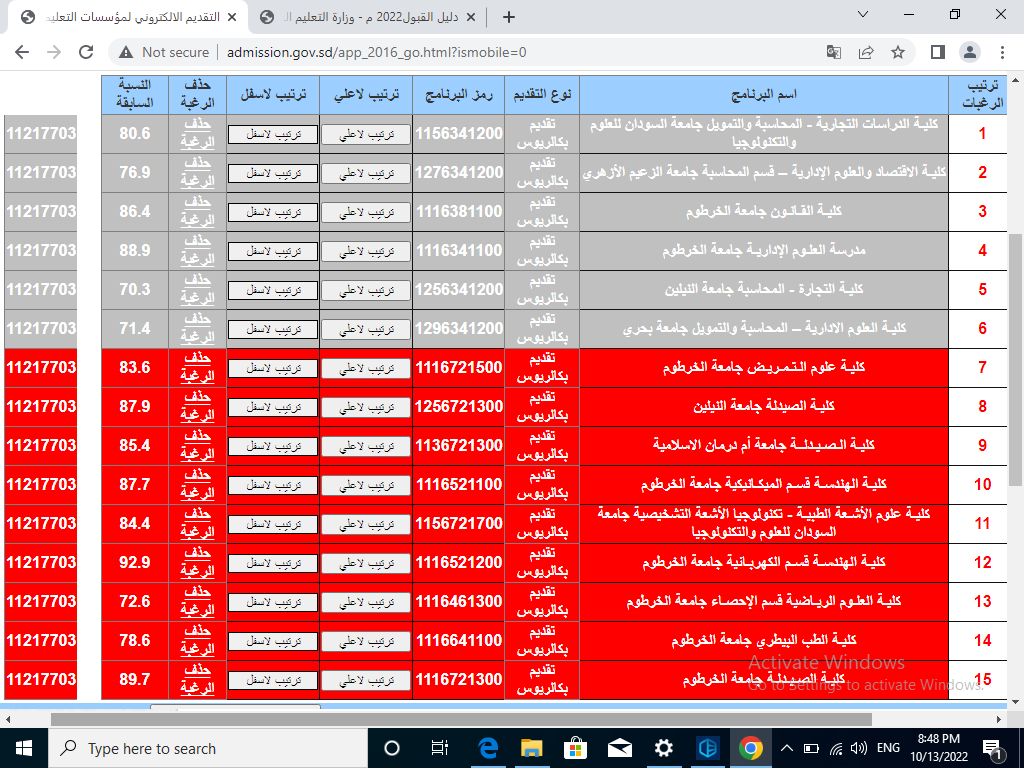 التقديم الالكتروني لمؤسسات التعليم
دليل القبول2022 م - وزارة التعليم ال
Not secure
admission.gov.sd/app_2016_go.html?ismobile=0
ترتيب الرغبات اسم البرنامج نوع التقديم رمز البرنامج ترتيب لاعلي ترتيب لاسفل حذف الرغبة النسبة السابقة
1 كلية الدراسات التجارية - المحاسبة والتمويل جامعة السودان للعلوم والتكنولوجيا تقديم بكالريوس 1156341200 ترتيب لاعلي ترتيب لاسفل حذف الرغبة 80.6 11217703
2 كلية الاقتصاد والعلوم الإدارية – قسم المحاسبة جامعة الزعيم الأزهري تقديم بكالريوس 1276341200 ترتيب لاعلي ترتيب لاسفل حذف الرغبة 76.9 11217703
3 كلية القانون جامعة الخرطوم تقديم بكالريوس 1116381100 ترتيب لاعلي ترتيب لاسفل حذف الرغبة 86.4 11217703
4 مدرسة العلوم الإدارية جامعة الخرطوم تقديم بكالريوس 1116341100 ترتيب لاعلي ترتيب لاسفل حذف الرغبة 88.9 11217703
5 كلية التجارة - المحاسبة جامعة النيلين تقديم بكالريوس 1256341200 ترتيب لاعلي ترتيب لاسفل حذف الرغبة 70.3 11217703
6 كلية العلوم الادارية – المحاسبة والتمويل جامعة بحري تقديم بكالريوس 1296341200 ترتيب لاعلي ترتيب لاسفل حذف الرغبة 71.4 11217703
7 كلية علوم التمريض جامعة الخرطوم تقديم بكالريوس 1116721500 ترتيب لاعلي ترتيب لاسفل حذف الرغبة 83.6 11217703
8 كلية الصيدلة جامعة النيلين تقديم بكالريوس 1256721300 ترتيب لاعلي ترتيب لاسفل حذف الرغبة 87.9 11217703
9 كلية الصيدلة جامعة أم درمان الاسلامية تقديم بكالريوس 1136721300 ترتيب لاعلي ترتيب لاسفل حذف الرغبة 85.4 11217703
10 كلية الهندسة قسم الميكانيكية جامعة الخرطوم تقديم بكالريوس 1116521100 ترتيب لاعلي ترتيب لاسفل حذف الرغبة 87.7 11217703
11 كلية علوم الأشعة الطبية - تكنولوجيا الأشعة التشخيصية جامعة السودان للعلوم والتكنولوجيا تقديم بكالريوس 1156721700 ترتيب لاعلي ترتيب لاسفل حذف الرغبة 84.4 11217703
12 كلية الهندسة قسم الكهربائية جامعة الخرطوم تقديم بكالريوس 1116521200 ترتيب لاعلي ترتيب لاسفل حذف الرغبة 92.9 11217703
13 كلية العلوم الرياضية قسم الإحصاء جامعة الخرطوم تقديم بكالريوس 1116461300 ترتيب لاعلي ترتيب لاسفل حذف الرغبة 72.6 11217703
14 كلية الطب البيطري جامعة الخرطوم تقديم بكالريوس 1116641100 ترتيب لاعلي ترتيب لاسفل حذف الرغبة 78.6 11217703
15 كلية الصيدلة جامعة الخرطوم تقديم بكالريوس 1116721300 ترتيب لاعلي ترتيب لاسفل حذف الرغبة 89.7 11217703
Activate Windows
Go to Settings to activate Windows.
Type here to search
ENG
8:48 PM
10/13/2022
1